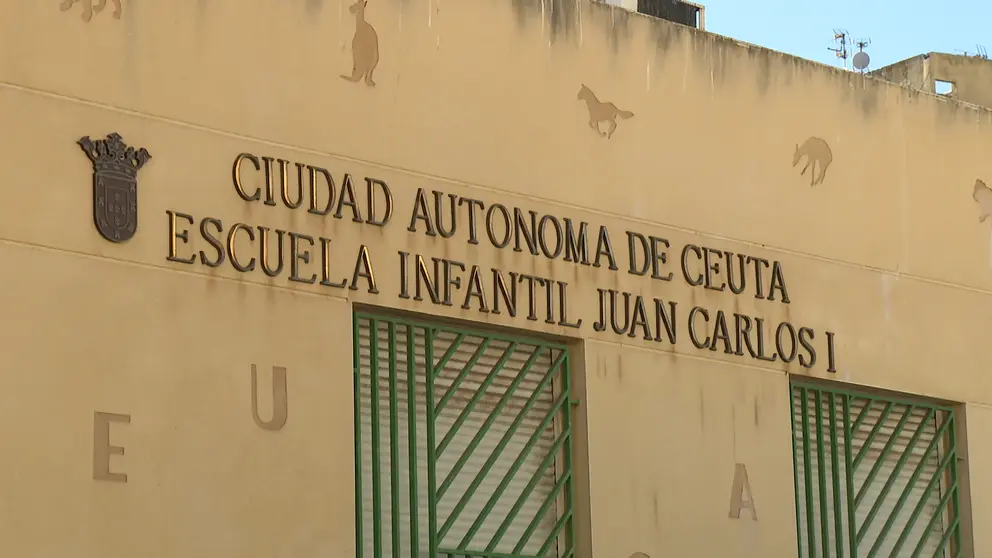 CIUDAD AUTONOMA DE CEUTA
ESCUELA INFANTIL JUAN CARLOS I
U
E
A